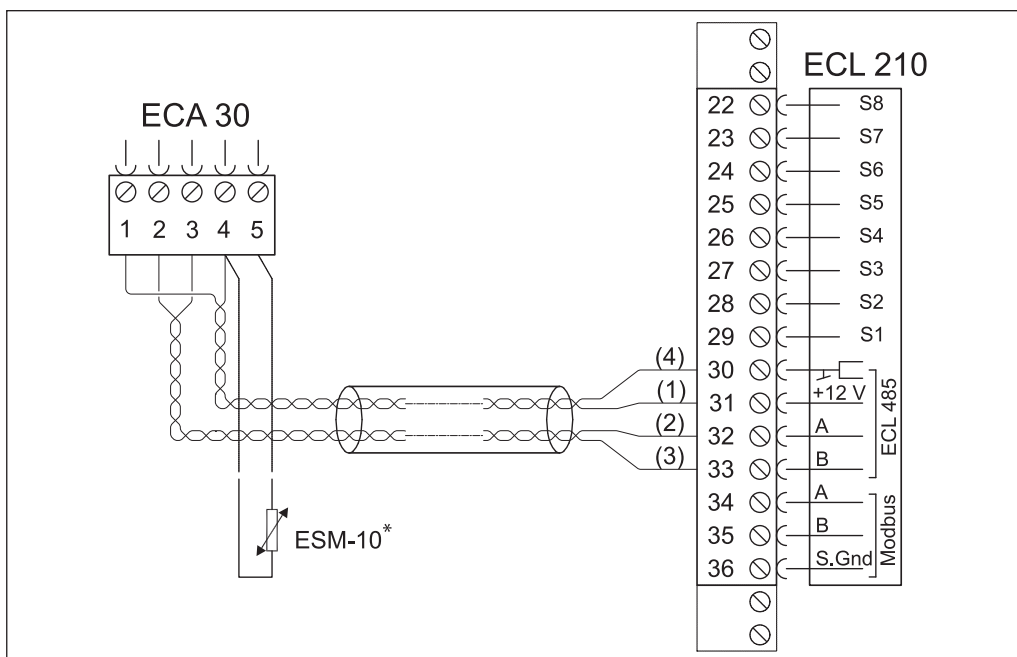 ECA 30
1 2 3 4 5
ESM-10*
(4)
(1)
(2)
(3)
ECL 210
22 S8
23 S7
24 S6
25 S5
26 S4
27 S3
28 S2
29 S1
30
31 +12 V
32 A
33 B
ECL 485
34 A
35 B
36 S.Gnd
Modbus